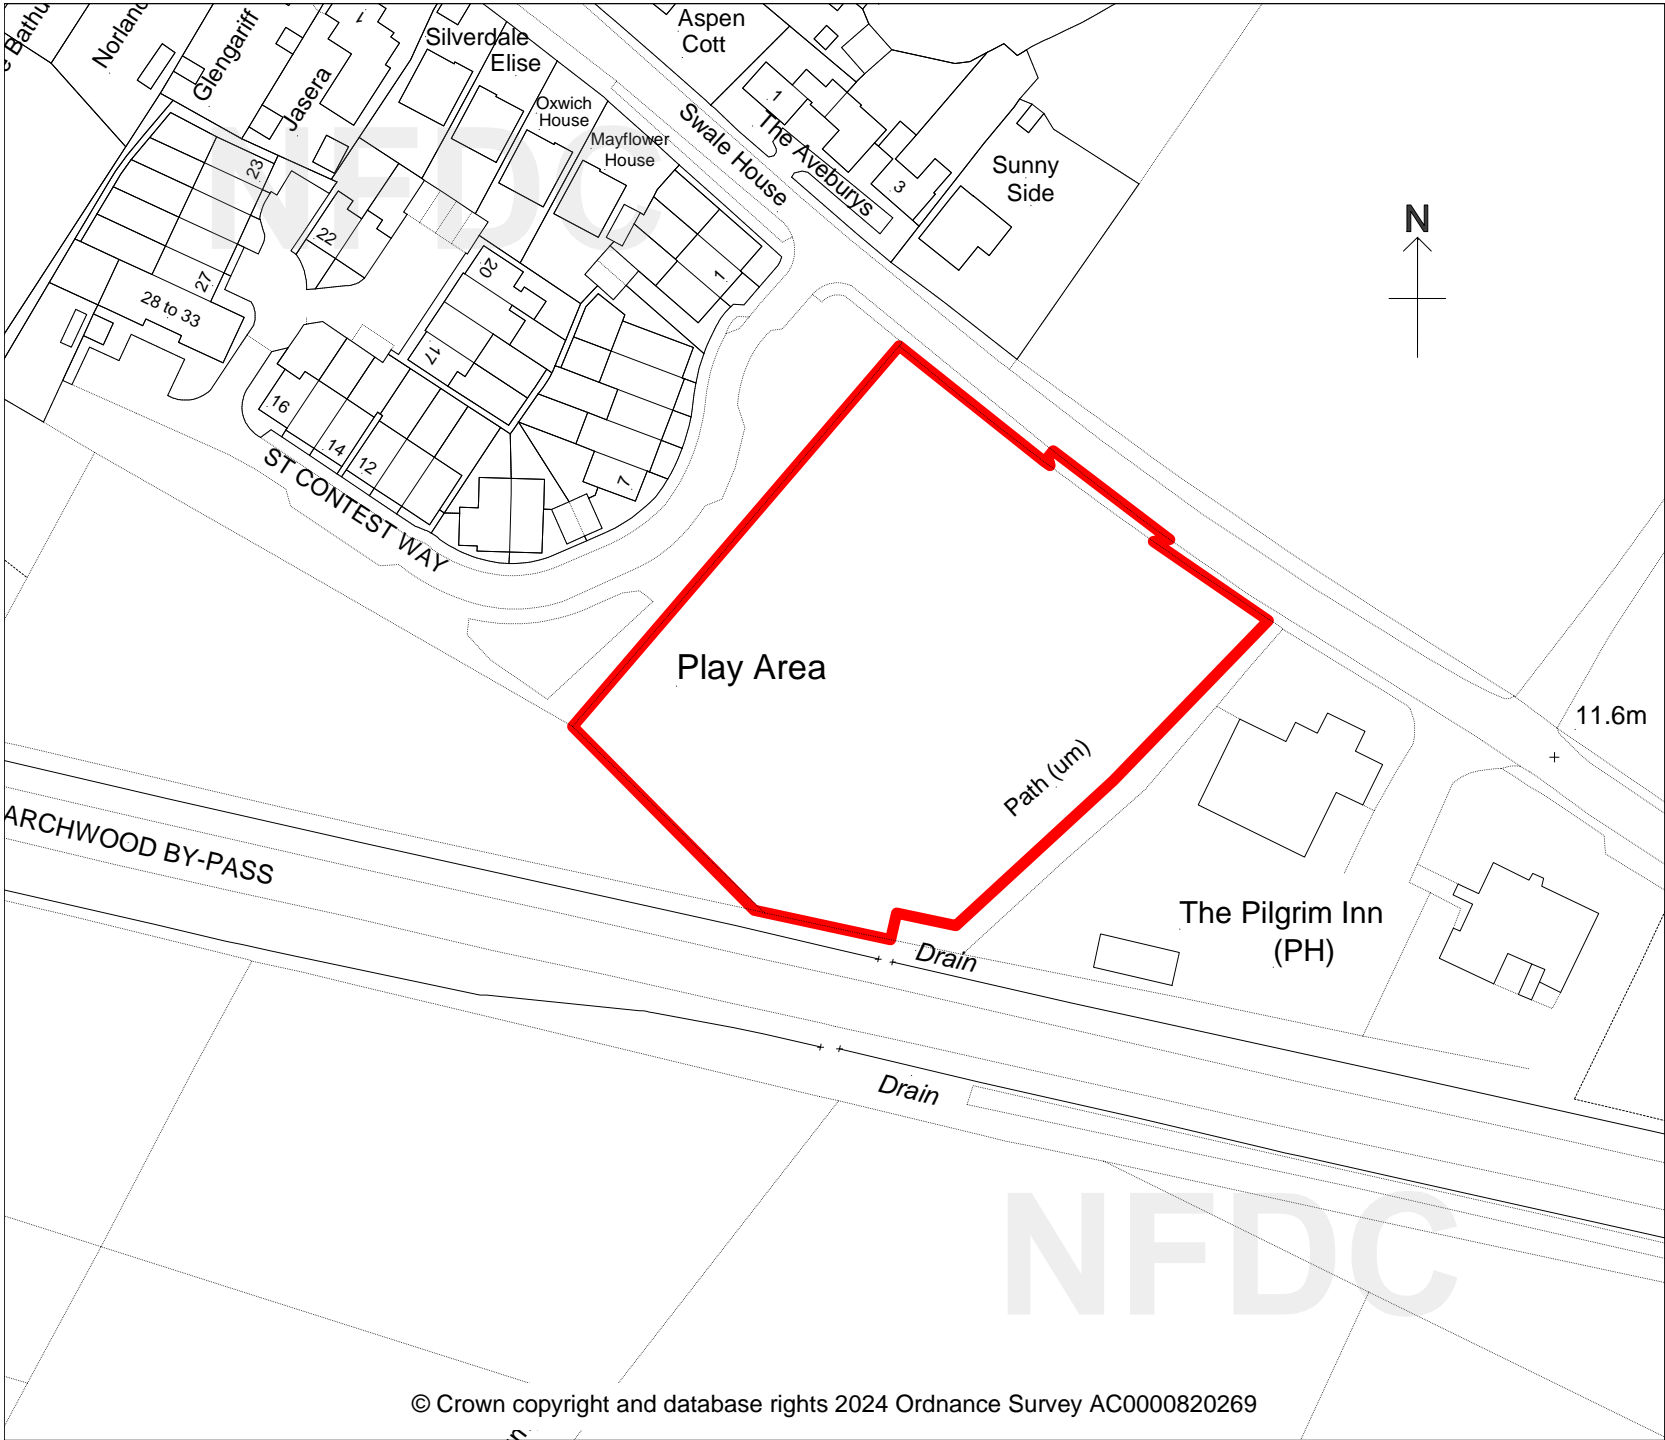 Bathu
Norlan
Glengariff
Jasera
1
Silverdale
Elise
Oxwich
House
Mayflower
House
Aspen
Cott
Swale House
1
The Aveburys
3
Sunny
Side
N
NFDC
23
22
27
28 to 33
20
17
1
16
14
12
7
ST CONTEST WAY
Play Area
Path (um)
11.6m
ARCHWOOD BY-PASS
The Pilgrim Inn
(PH)
Drain
Drain
NFDC
© Crown copyright and database rights 2024 Ordnance Survey AC0000820269